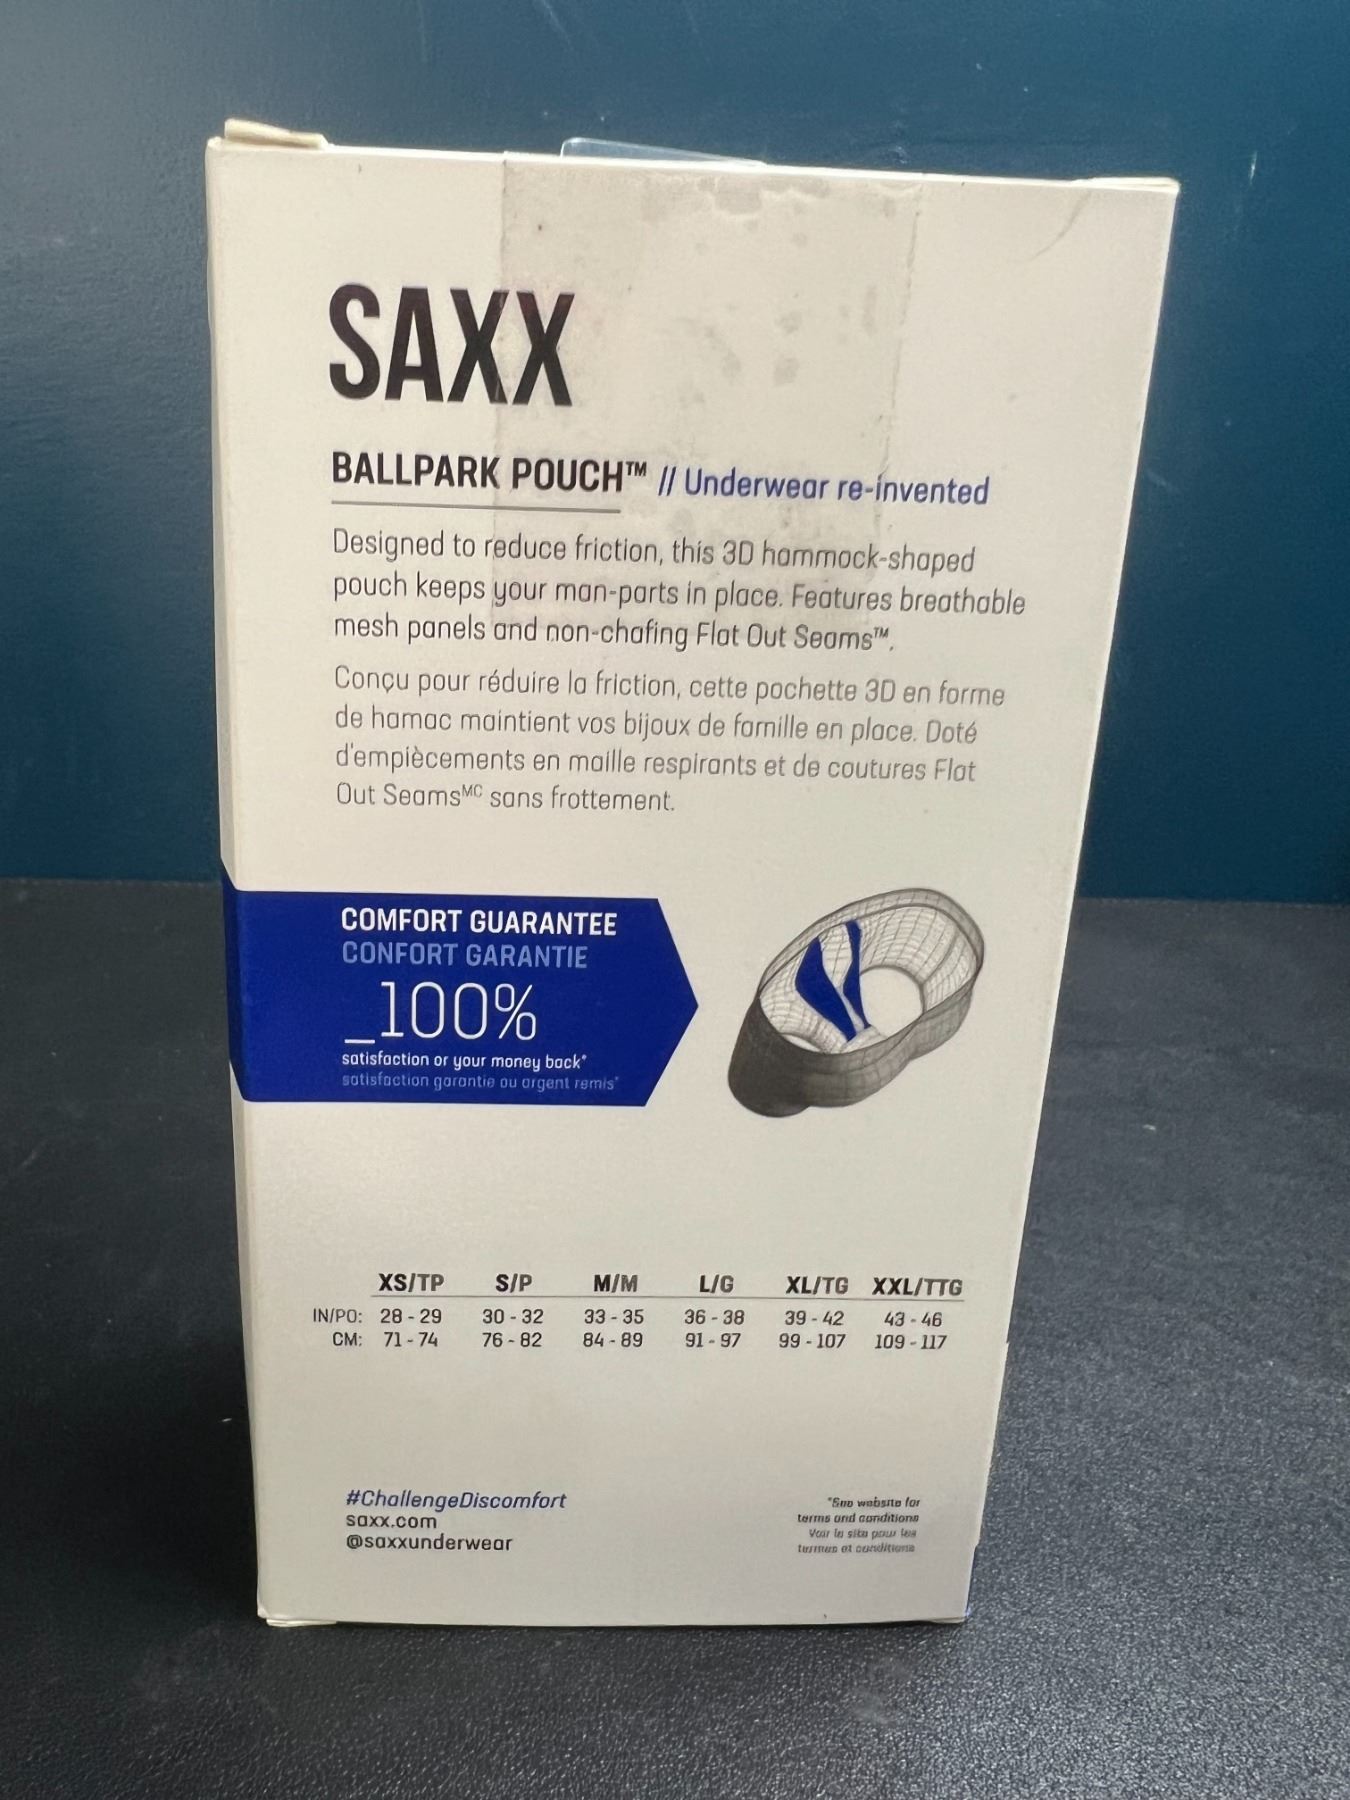 SAXX
BALLPARK POUCH™ // Underwear re-invented
Designed to reduce friction, this 3D hammock-shaped
pouch keeps your man-parts in place. Features breathable
mesh panels and non-chafing Flat Out Seams™.
Conçu pour réduire la friction, cette pochette 3D en forme
de hamac maintient vos bijoux de famille en place. Doté
d'empiècements en maille respirants et de coutures Flat
Out Seamsᴹᶜ sans frottement.
COMFORT GUARANTEE
CONFORT GARANTIE
_100%
satisfaction or your money back*
satisfaction garantie ou argent remis*
XS/TP S/P M/M L/G XL/TG XXL/TTG
IN/PO: 28 - 29 30 - 32 33 - 35 36 - 38 39 - 42 43 - 46
CM: 71 - 74 76 - 82 84 - 89 91 - 97 99 - 107 109 - 117
#ChallengeDiscomfort
saxx.com
@saxxunderwear
*See website for
terms and conditions
Voir le site pour les
termes et conditions